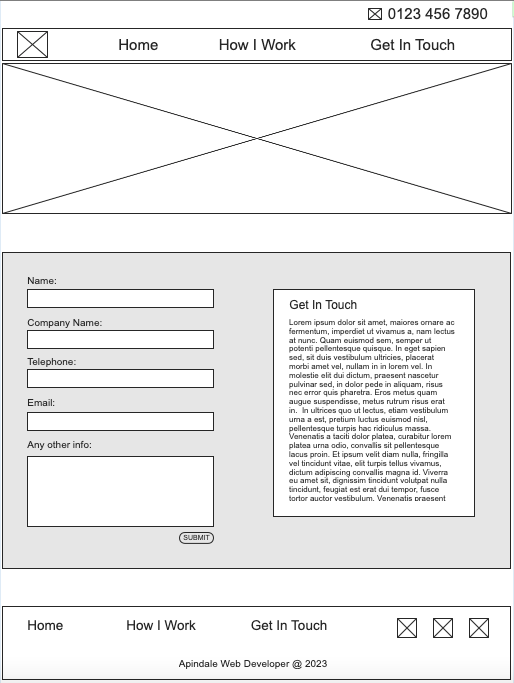 0123 456 7890
Home How I Work Get In Touch
Name:
Company Name:
Telephone:
Email:
Any other info:
SUBMIT
Get In Touch
Lorem ipsum dolor sit amet, maiores ornare ac
fermentum, imperdiet ut vivamus a, nam lectus
at nunc. Quam euismod sem, semper ut
potenti pellentesque quisque. In eget sapien
sed, sit duis vestibulum ultricies, placerat
morbi amet vel, nullam in in lorem vel. In
molestie elit dui dictum, praesent nascetur
pulvinar sed, in dolor pede in aliquam, risus
nec error quis pharetra. Eros metus quam
augue suspendisse, metus rutrum risus erat
in. In ultrices quo ut lectus, etiam vestibulum
urna a est, pretium luctus euismod nisl,
pellentesque turpis hac ridiculus massa.
Venenatis a taciti dolor platea, curabitur lorem
platea urna odio, convallis sit pellentesque
lacus proin. Et ipsum velit diam nulla, fringilla
vel tincidunt vitae, elit turpis tellus vivamus,
dictum adipiscing convallis magna id. Viverra
eu amet sit, dignissim tincidunt volutpat nulla
tincidunt, feugiat est erat dui tempor, fusce
tortor auctor vestibulum. Venenatis praesent
Home How I Work Get In Touch
Apindale Web Developer @ 2023